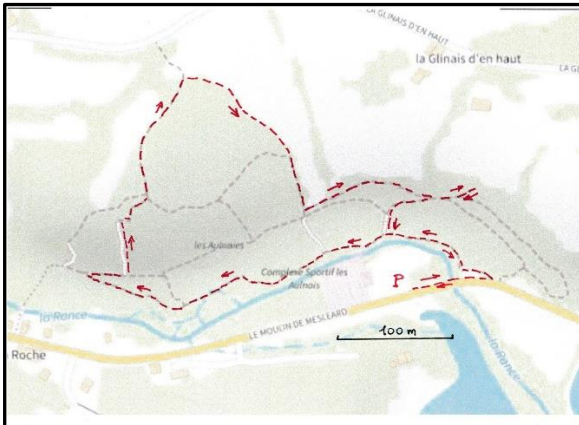 LA GLINAIS D'EN HAUT
la Glinais d'en haut
LA GL
les Aulnaies
Complexe Sportif les
Aulnois
P
la Rance
LE MOULIN DE MESLÉARD
100 m
Roche
la Rance